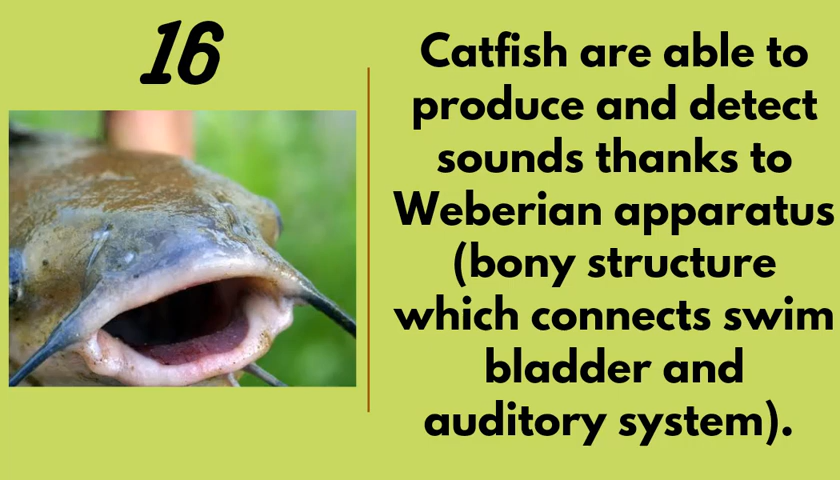 16
Catfish are able to
produce and detect
sounds thanks to
Weberian apparatus
(bony structure
which connects swim
bladder and
auditory system).